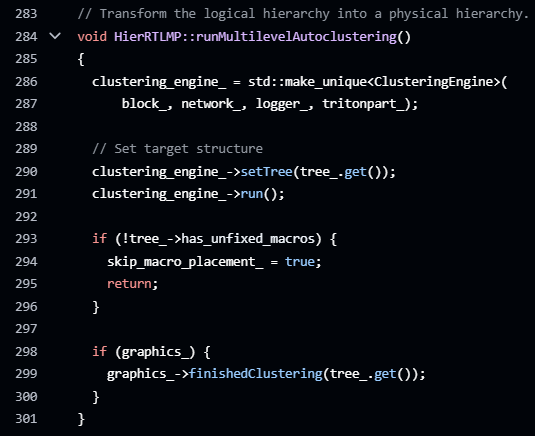 283 // Transform the logical hierarchy into a physical hierarchy.
284 void HierRTLMP::runMultilevelAutoclustering()
285 {
286   clustering_engine_ = std::make_unique<ClusteringEngine>(
287       block_, network_, logger_, tritonpart_);
288
289   // Set target structure
290   clustering_engine_->setTree(tree_.get());
291   clustering_engine_->run();
292
293   if (!tree_->has_unfixed_macros) {
294     skip_macro_placement_ = true;
295     return;
296   }
297
298   if (graphics_) {
299     graphics_->finishedClustering(tree_.get());
300   }
301 }